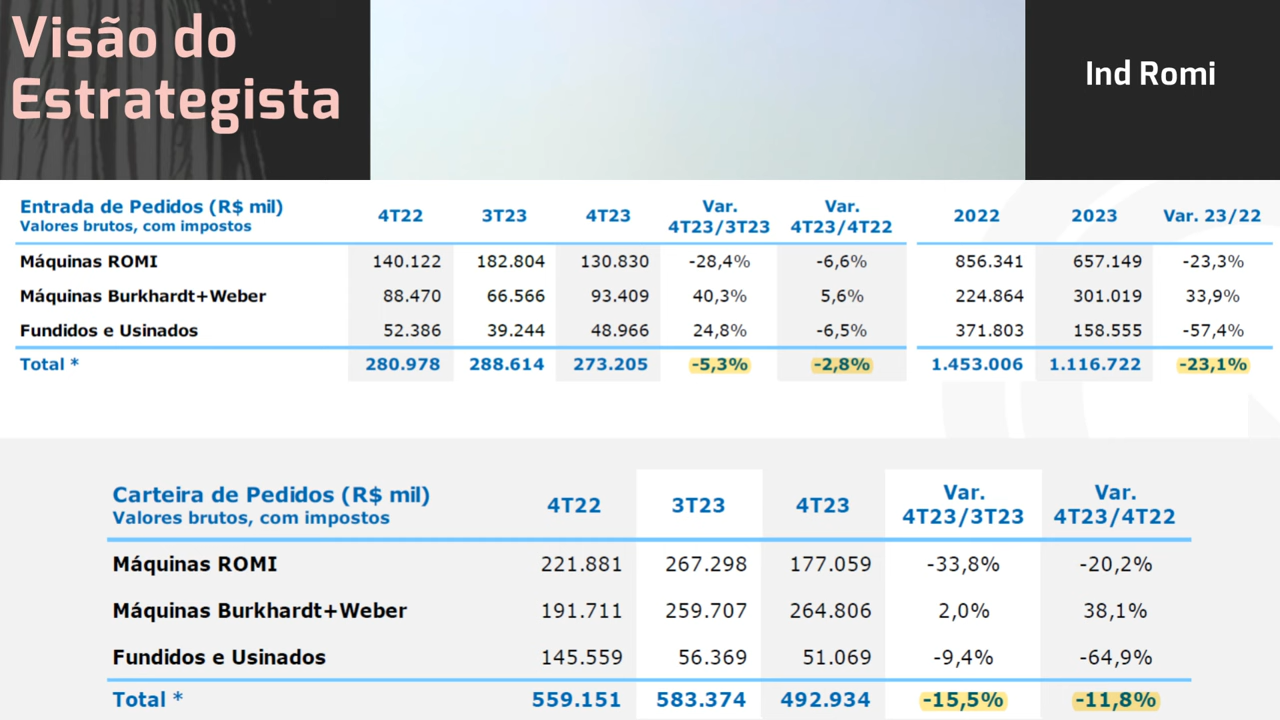 Visão do
Estrategista
Ind Romi
Entrada de Pedidos (R$ mil)
Valores brutos, com impostos
4T22 3T23 4T23 Var. 4T23/3T23 Var. 4T23/4T22 2022 2023 Var. 23/22
Máquinas ROMI 140.122 182.804 130.830 -28,4% -6,6% 856.341 657.149 -23,3%
Máquinas Burkhardt+Weber 88.470 66.566 93.409 40,3% 5,6% 224.864 301.019 33,9%
Fundidos e Usinados 52.386 39.244 48.966 24,8% -6,5% 371.803 158.555 -57,4%
Total * 280.978 288.614 273.205 -5,3% -2,8% 1.453.006 1.116.722 -23,1%
Carteira de Pedidos (R$ mil)
Valores brutos, com impostos
4T22 3T23 4T23 Var. 4T23/3T23 Var. 4T23/4T22
Máquinas ROMI 221.881 267.298 177.059 -33,8% -20,2%
Máquinas Burkhardt+Weber 191.711 259.707 264.806 2,0% 38,1%
Fundidos e Usinados 145.559 56.369 51.069 -9,4% -64,9%
Total * 559.151 583.374 492.934 -15,5% -11,8%